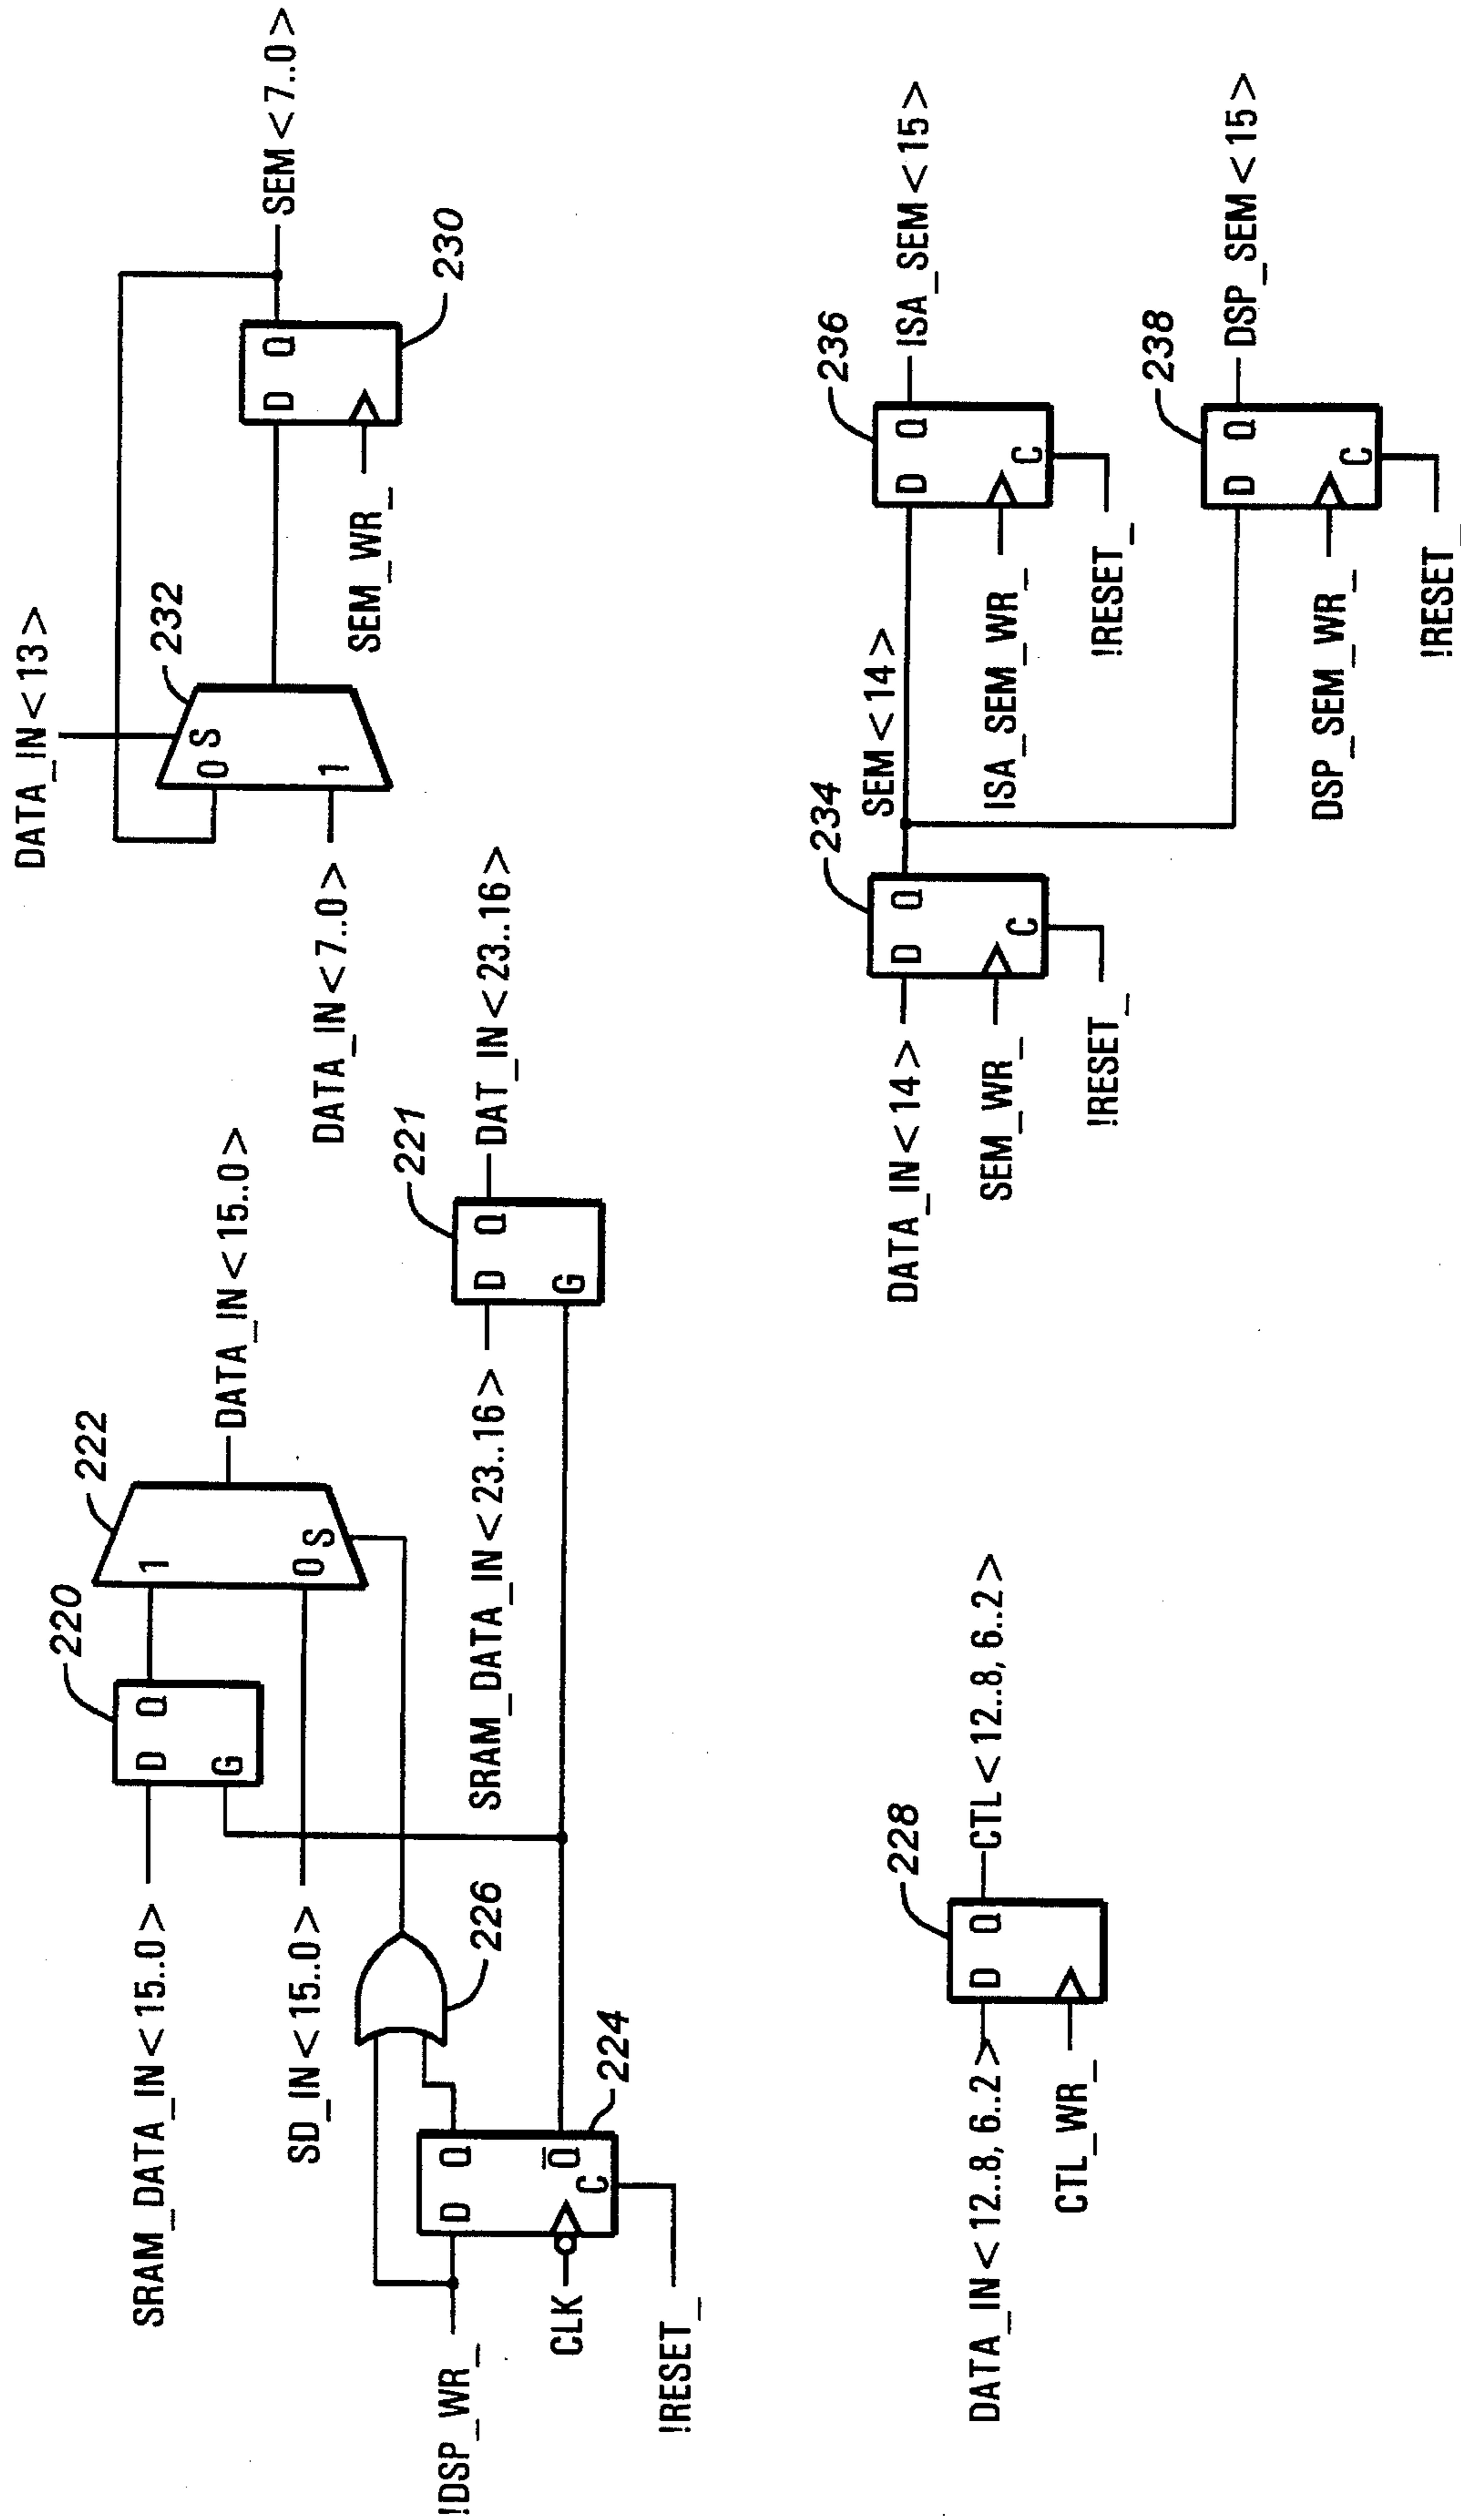 SRAM_DATA_IN<15..0>
220
D Q
G
SD_IN<15..0>
222
1
0
S
DATA_IN<15..0>
226
!DSP_WR_
D Q
Q
C
CLK
224
!RESET_
SRAM_DATA_IN<23..16>
221
D Q
G
DAT_IN<23..16>
DATA_IN<13>
232
0 S
1
DATA_IN<7..0>
D Q
SEM_WR_
230
SEM<7..0>
DATA_IN<12..8, 6..2>
228
D Q
CTL_WR_
CTL<12..8, 6..2>
DATA_IN<14>
234
D Q
C
SEM_WR_
!RESET_
SEM<14>
236
D Q
C
ISA_SEM_WR_
!RESET_
ISA_SEM<15>
238
D Q
C
DSP_SEM_WR_
!RESET_
DSP_SEM<15>